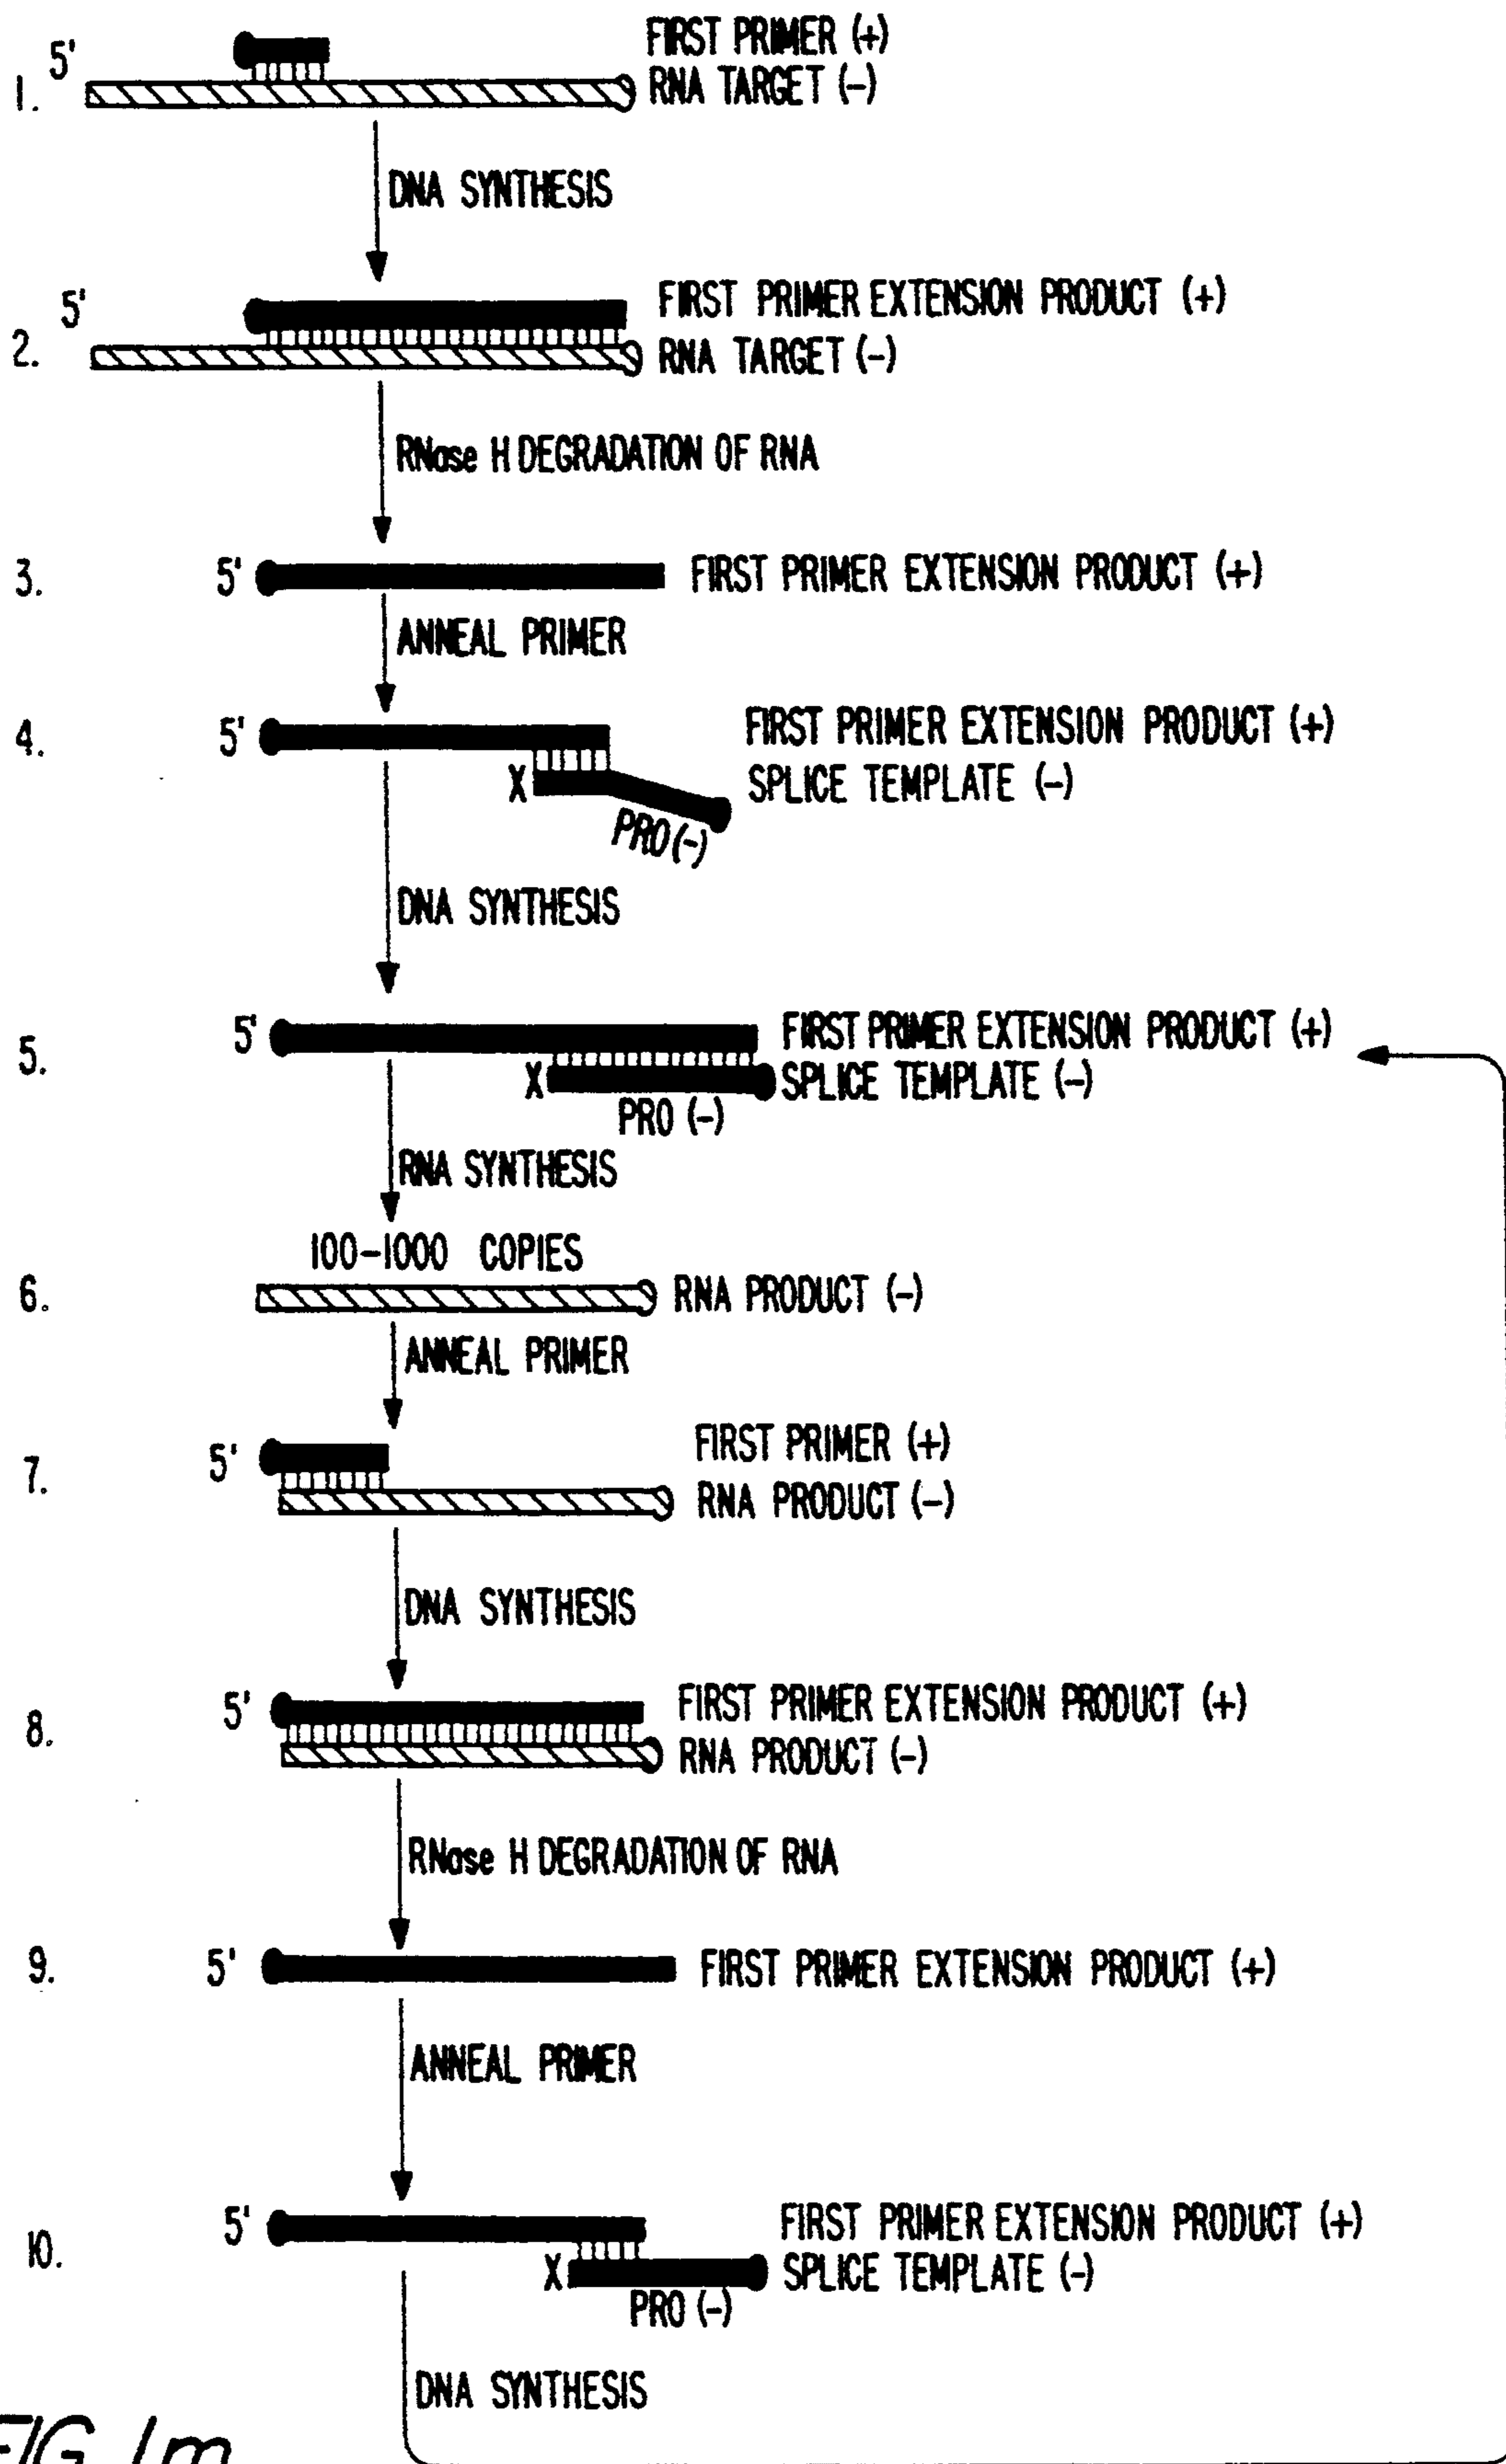 5' FIRST PRIMER (+)
1. RNA TARGET (-)
DNA SYNTHESIS
5' FIRST PRIMER EXTENSION PRODUCT (+)
2. RNA TARGET (-)
RNase H DEGRADATION OF RNA
3. 5' FIRST PRIMER EXTENSION PRODUCT (+)
ANNEAL PRIMER
4. 5' FIRST PRIMER EXTENSION PRODUCT (+)
X SPLICE TEMPLATE (-)
PRO (-)
DNA SYNTHESIS
5' FIRST PRIMER EXTENSION PRODUCT (+)
5. X SPLICE TEMPLATE (-)
PRO (-)
RNA SYNTHESIS
100-1000 COPIES
6. RNA PRODUCT (-)
ANNEAL PRIMER
5' FIRST PRIMER (+)
7. RNA PRODUCT (-)
DNA SYNTHESIS
5' FIRST PRIMER EXTENSION PRODUCT (+)
8. RNA PRODUCT (-)
RNase H DEGRADATION OF RNA
9. 5' FIRST PRIMER EXTENSION PRODUCT (+)
ANNEAL PRIMER
5' FIRST PRIMER EXTENSION PRODUCT (+)
10. X SPLICE TEMPLATE (-)
PRO (-)
DNA SYNTHESIS
FIG. 1m